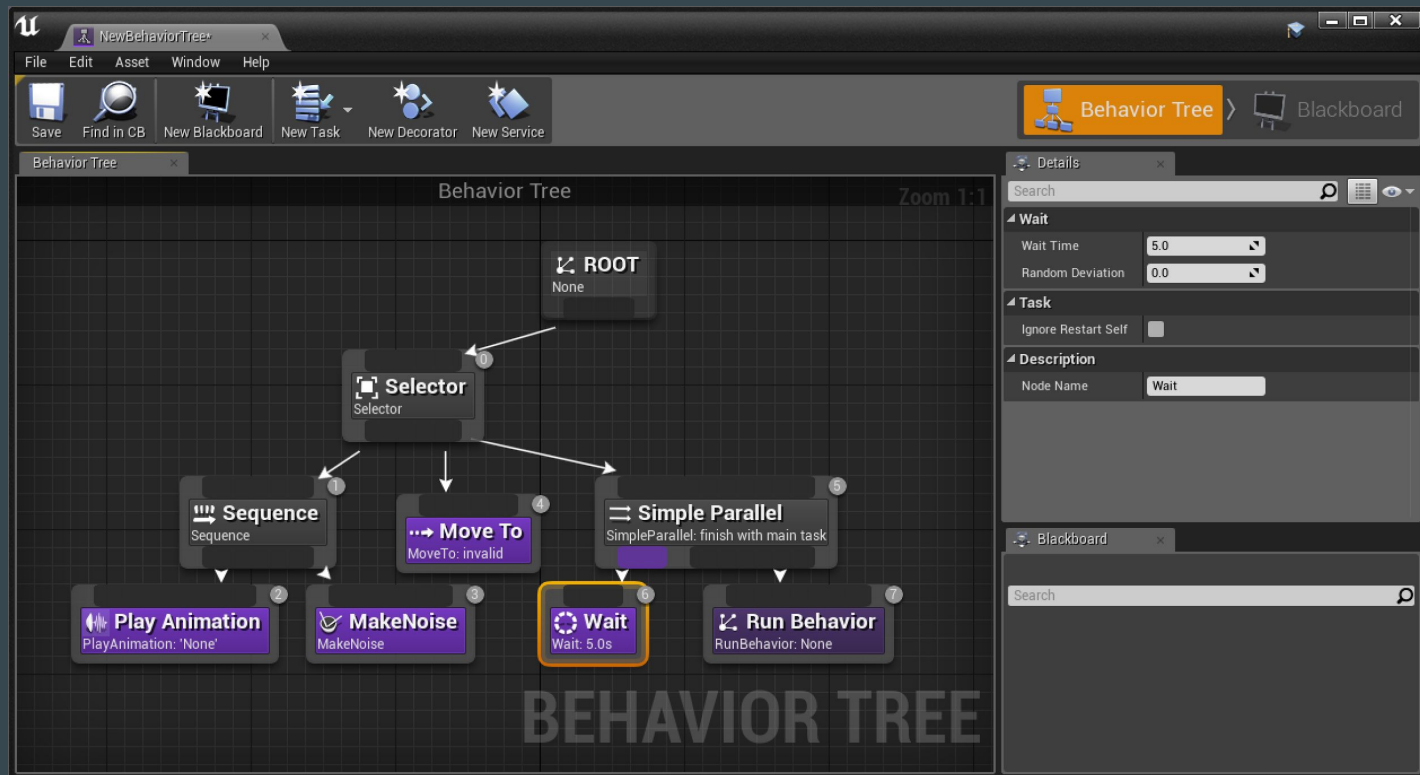 NewBehaviorTree*
File Edit Asset Window Help
Save Find in CB New Blackboard New Task New Decorator New Service
Behavior Tree Blackboard
Behavior Tree
Behavior Tree
Zoom 1:1
ROOT
None
0
Selector
Selector
1
Sequence
Sequence
4
Move To
MoveTo: invalid
5
Simple Parallel
SimpleParallel: finish with main task
2
Play Animation
PlayAnimation: 'None'
3
MakeNoise
MakeNoise
6
Wait
Wait: 5.0s
7
Run Behavior
RunBehavior: None
BEHAVIOR TREE
Details
Search
Wait
Wait Time 5.0
Random Deviation 0.0
Task
Ignore Restart Self
Description
Node Name Wait
Blackboard
Search